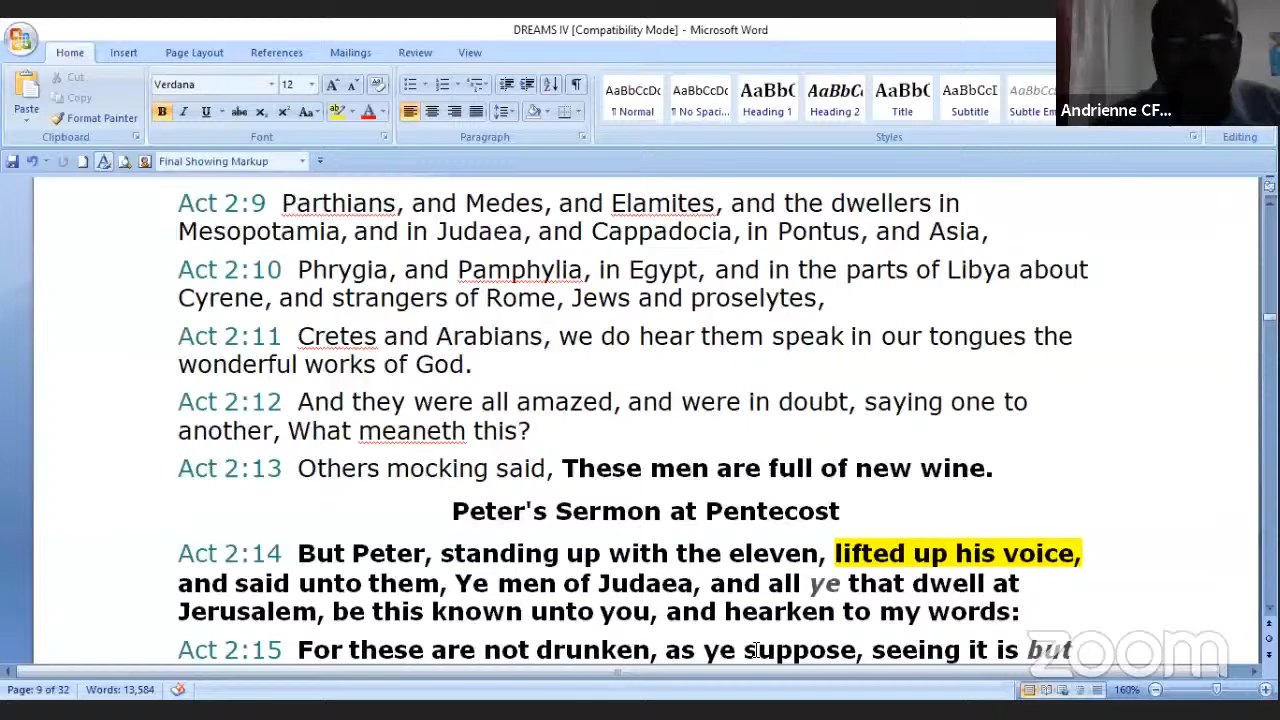 DREAMS IV [Compatibility Mode] - Microsoft Word
Home Insert Page Layout References Mailings Review View
Paste
Cut
Copy
Format Painter
Clipboard
Verdana 12
Font
Paragraph
AaBbCcDc AaBbCcDc AaBbC AaBbCc AaBbC AaBbCcI AaBbCcDc
¶ Normal ¶ No Spaci... Heading 1 Heading 2 Title Subtitle Subtle Em
Styles
Editing
Andrienne CF...
Final Showing Markup
Act 2:9 Parthians, and Medes, and Elamites, and the dwellers in
Mesopotamia, and in Judaea, and Cappadocia, in Pontus, and Asia,
Act 2:10 Phrygia, and Pamphylia, in Egypt, and in the parts of Libya about
Cyrene, and strangers of Rome, Jews and proselytes,
Act 2:11 Cretes and Arabians, we do hear them speak in our tongues the
wonderful works of God.
Act 2:12 And they were all amazed, and were in doubt, saying one to
another, What meaneth this?
Act 2:13 Others mocking said, These men are full of new wine.
Peter's Sermon at Pentecost
Act 2:14 But Peter, standing up with the eleven, lifted up his voice,
and said unto them, Ye men of Judaea, and all ye that dwell at
Jerusalem, be this known unto you, and hearken to my words:
Act 2:15 For these are not drunken, as ye suppose, seeing it is but
zoom
Page: 9 of 32 Words: 13,584 160%